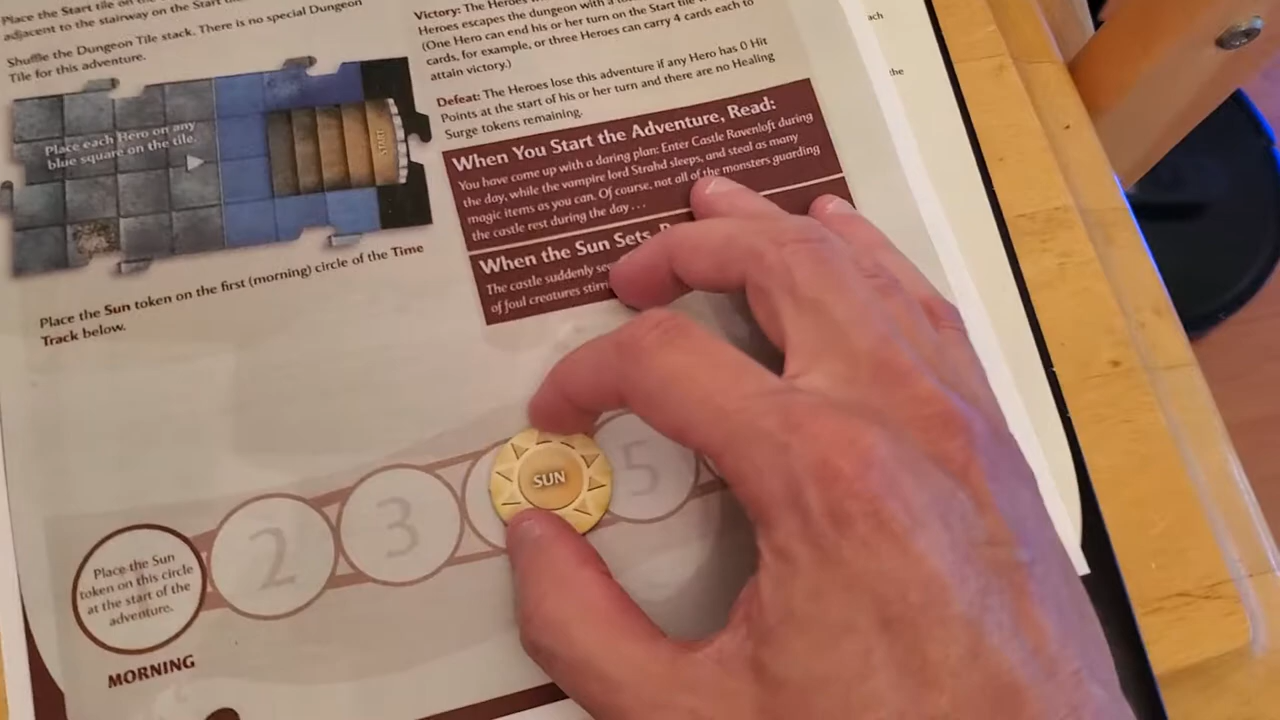 Place the Start tile on
adjacent to the stairway on the Start
Shuffle the Dungeon Tile stack. There is no special Dungeon
Tile for this adventure.
Place each Hero on any
blue square on the tile.
START
Place the Sun token on the first (morning) circle of the Time
Track below.
Victory: The Heroes
Heroes escapes the dungeon with a
(One Hero can end his or her turn on the Start tile
cards, for example, or three Heroes can carry 4 cards each to
attain victory.)
Defeat: The Heroes lose this adventure if any Hero has 0 Hit
Points at the start of his or her turn and there are no Healing
Surge tokens remaining.
When You Start the Adventure, Read:
You have come up with a daring plan: Enter Castle Ravenloft during
the day, while the vampire lord Strahd sleeps, and steal as many
magic items as you can. Of course, not all of the monsters guarding
the castle rest during the day . . .
When the Sun Sets,
The castle suddenly
of foul creatures
ach
the
Place the Sun
token on this circle
at the start of the
adventure.
2
3
SUN
5
MORNING